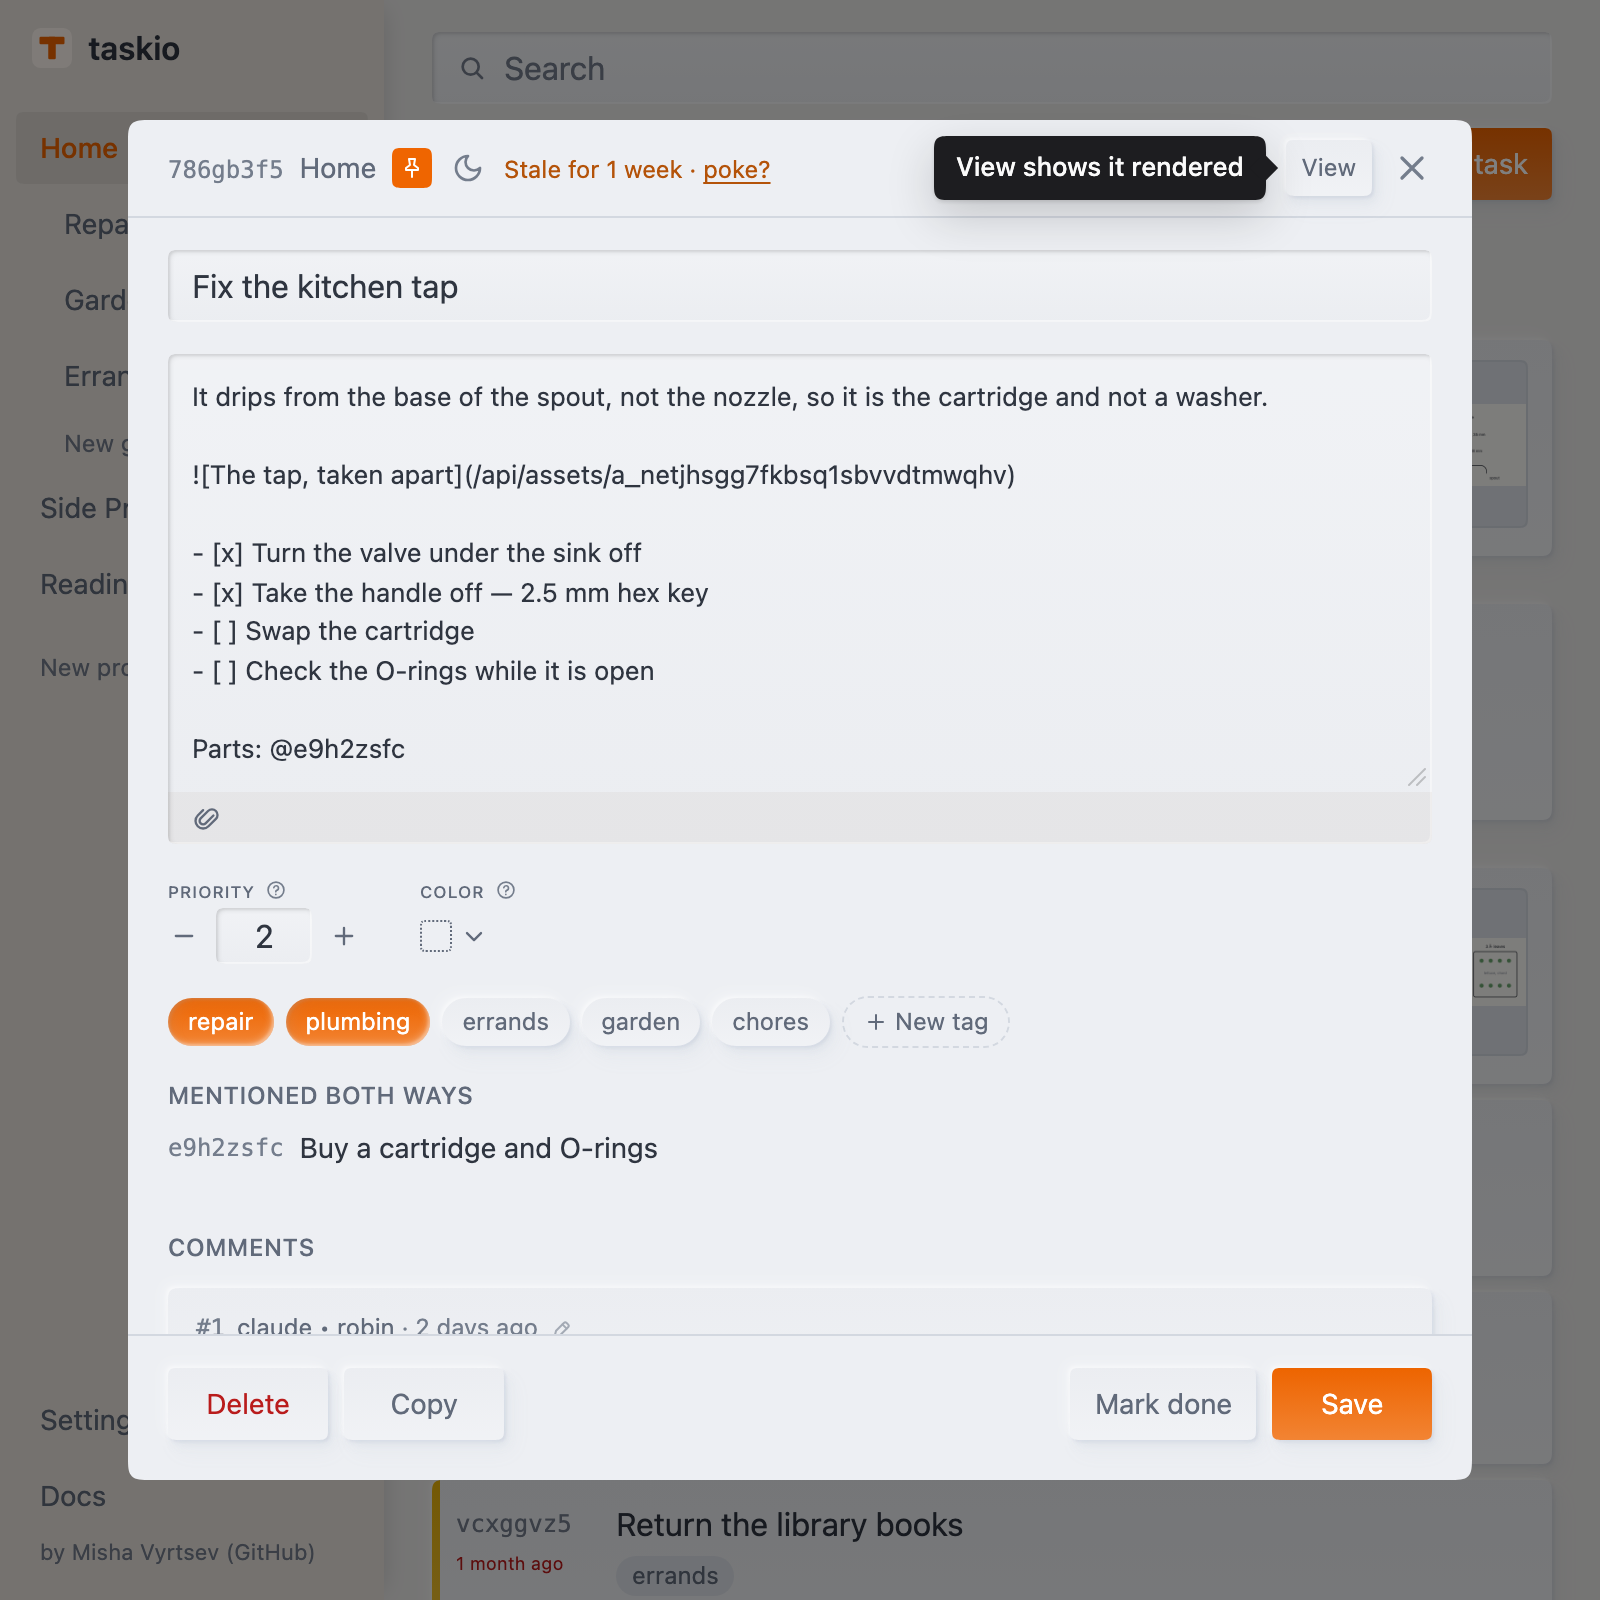 taskio
Search
Home
task
786gb3f5 Home Stale for 1 week · poke?
View shows it rendered
View
Fix the kitchen tap
It drips from the base of the spout, not the nozzle, so it is the cartridge and not a washer.
![The tap, taken apart](/api/assets/a_netjhsgg7fkbsq1sbvvdtmwqhv)
- [x] Turn the valve under the sink off
- [x] Take the handle off — 2.5 mm hex key
- [ ] Swap the cartridge
- [ ] Check the O-rings while it is open
Parts: @e9h2zsfc
PRIORITY
COLOR
2
repair plumbing errands garden chores + New tag
MENTIONED BOTH WAYS
e9h2zsfc Buy a cartridge and O-rings
COMMENTS
#1 claude • robin · 2 days ago
Delete Copy Mark done Save
Repa
Gard
Erran
New g
Side Pr
Readin
New pro
Setting
Docs
by Misha Vyrtsev (GitHub)
vcxggvz5 Return the library books
1 month ago
errands